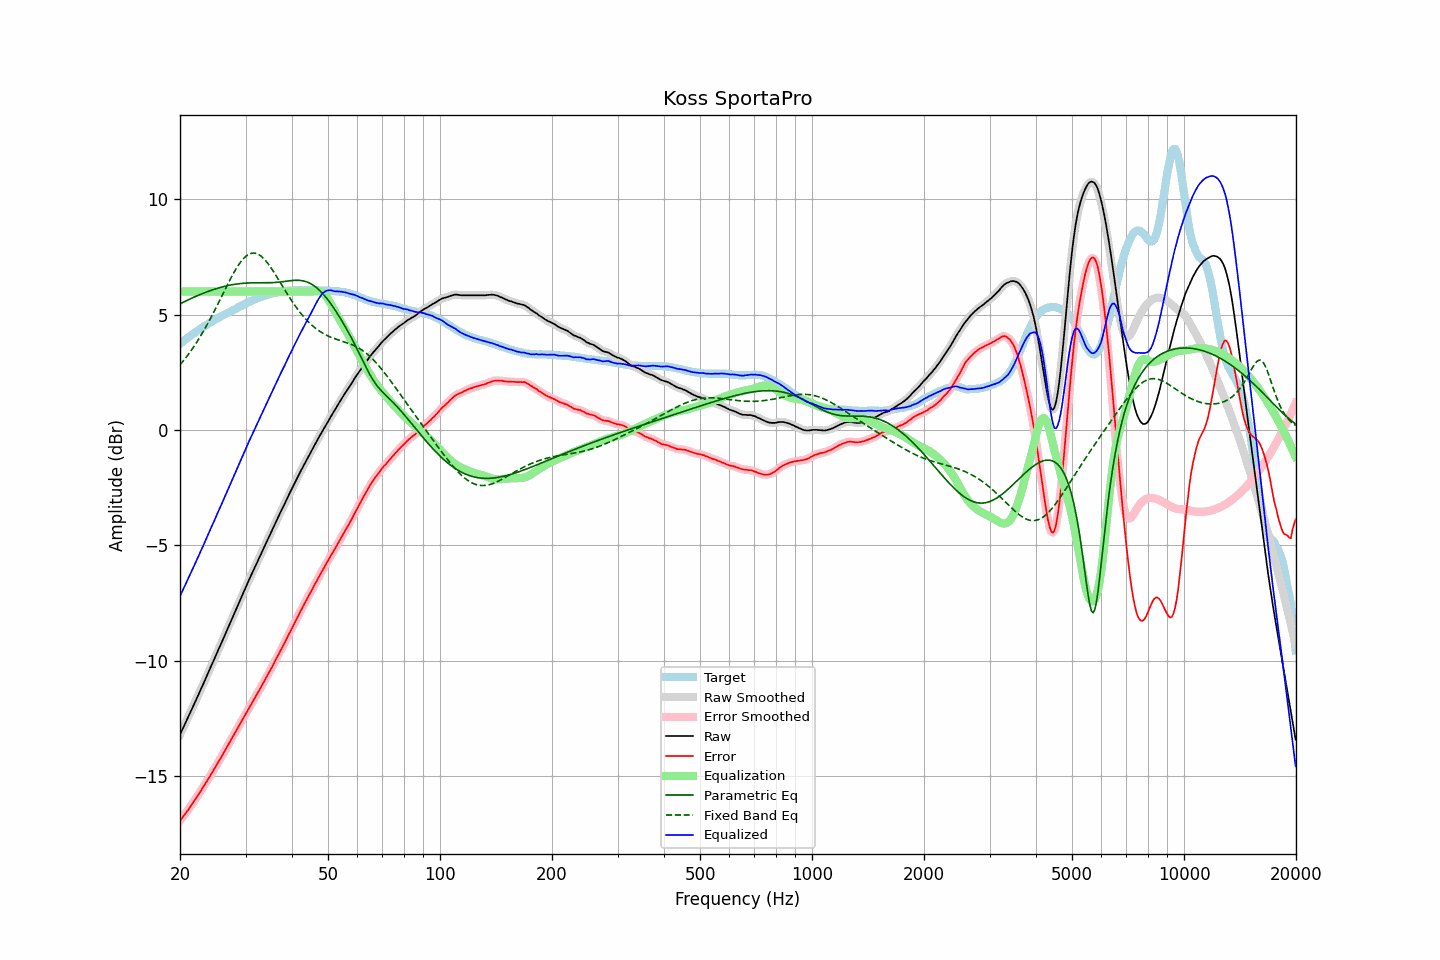 Koss SportaPro
Amplitude (dBr)
10
5
0
−5
−10
−15
Target
Raw Smoothed
Error Smoothed
Raw
Error
Equalization
Parametric Eq
Fixed Band Eq
Equalized
20 50 100 200 500 1000 2000 5000 10000 20000
Frequency (Hz)